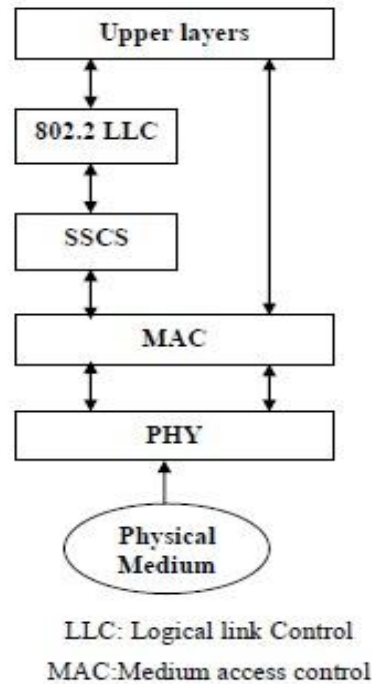 Upper layers
802.2 LLC
SSCS
MAC
PHY
Physical
Medium
LLC: Logical link Control
MAC:Medium access control